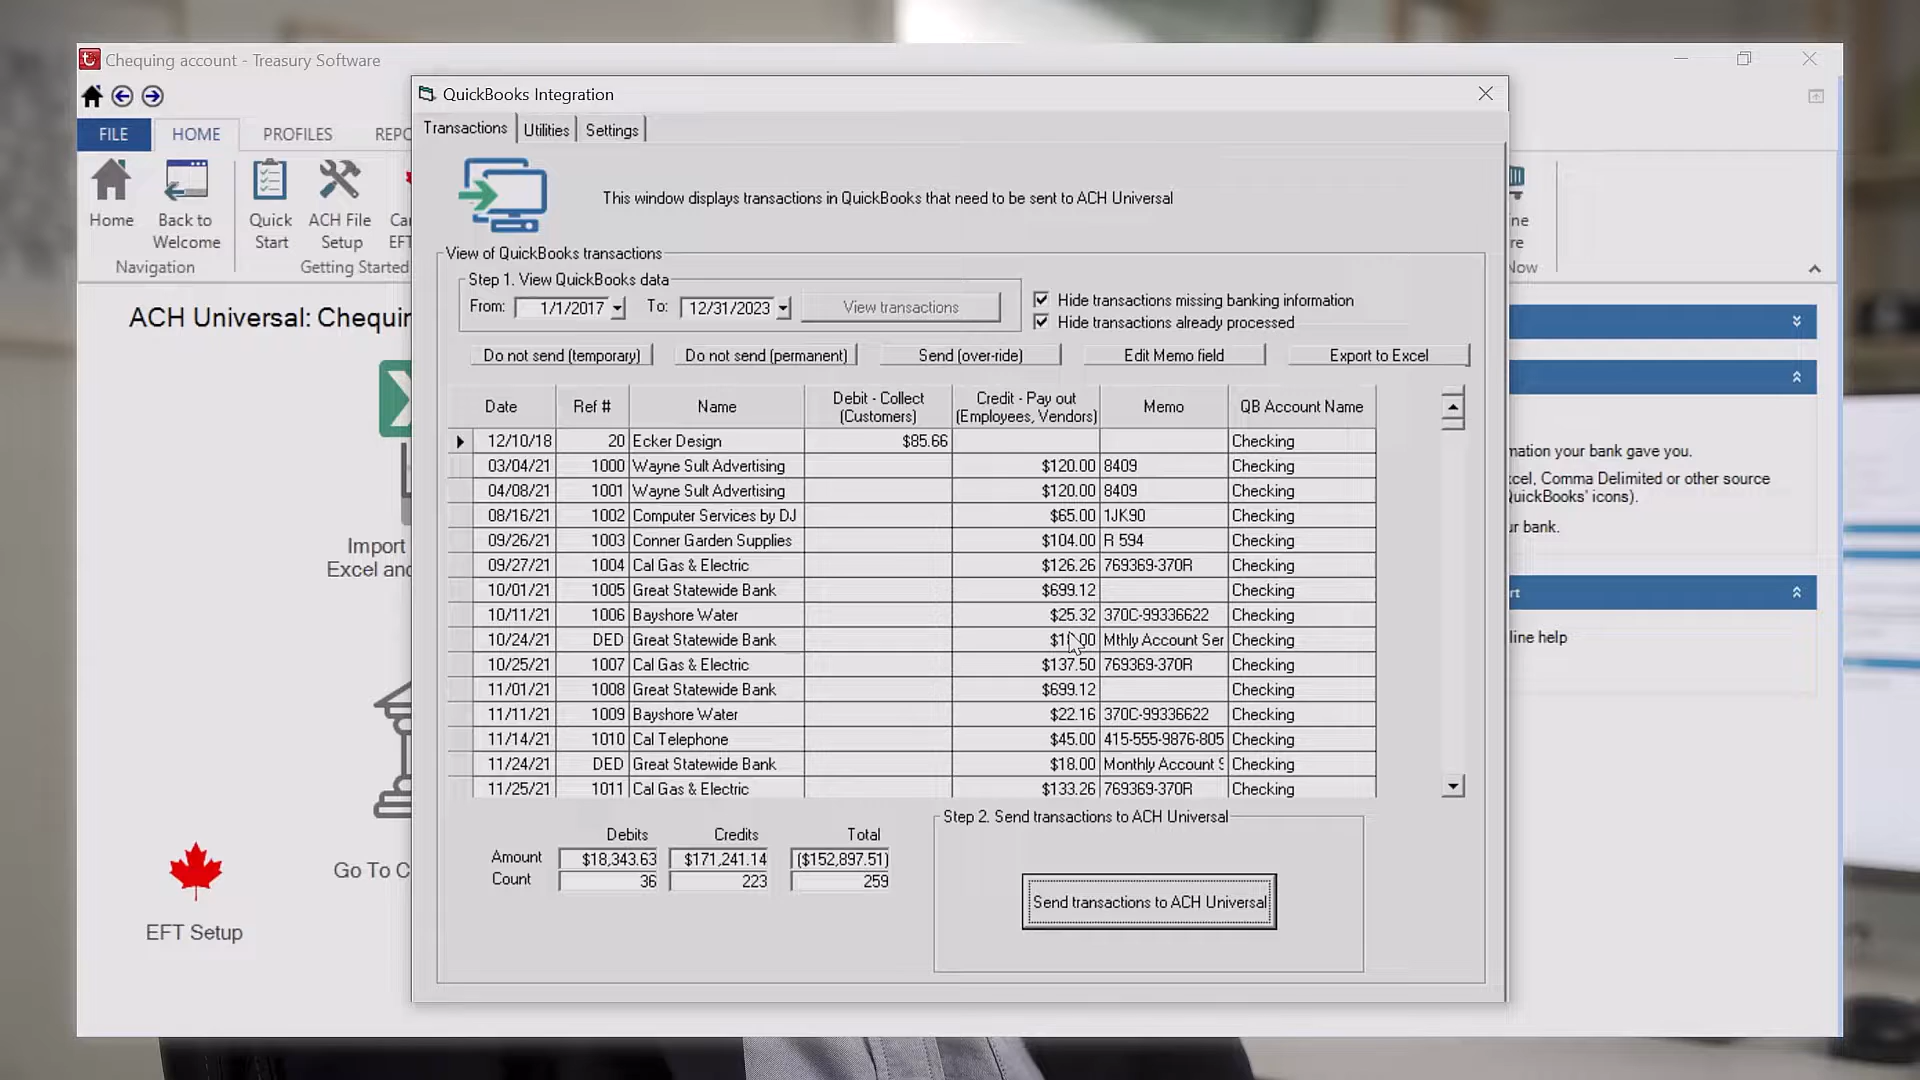 Chequing account - Treasury Software
QuickBooks Integration
FILE HOME PROFILES
Transactions Utilities Settings
Home Back to Welcome Quick Start ACH File Setup
Navigation Getting Started
This window displays transactions in QuickBooks that need to be sent to ACH Universal
View of QuickBooks transactions
Step 1. View QuickBooks data
From: 1/1/2017 To: 12/31/2023 View transactions
Hide transactions missing banking information
Hide transactions already processed
Do not send (temporary) Do not send (permanent) Send (over-ride) Edit Memo field Export to Excel
Date Ref # Name Debit - Collect (Customers) Credit - Pay out (Employees, Vendors) Memo QB Account Name
12/10/18 20 Ecker Design $85.66 Checking
03/04/21 1000 Wayne Sult Advertising $120.00 8409 Checking
04/08/21 1001 Wayne Sult Advertising $120.00 8409 Checking
08/16/21 1002 Computer Services by DJ $65.00 1JK90 Checking
09/26/21 1003 Conner Garden Supplies $104.00 R 594 Checking
09/27/21 1004 Cal Gas & Electric $126.26 769369-370R Checking
10/01/21 1005 Great Statewide Bank $699.12 Checking
10/11/21 1006 Bayshore Water $25.32 370C-99336622 Checking
10/24/21 DED Great Statewide Bank Mthly Account Ser Checking
10/25/21 1007 Cal Gas & Electric $137.50 769369-370R Checking
11/01/21 1008 Great Statewide Bank $699.12 Checking
11/11/21 1009 Bayshore Water $22.16 370C-99336622 Checking
11/14/21 1010 Cal Telephone $45.00 415-555-9876-805 Checking
11/24/21 DED Great Statewide Bank $18.00 Monthly Account S Checking
11/25/21 1011 Cal Gas & Electric $133.26 769369-370R Checking
Debits Credits Total
Amount $18,343.63 $171,241.14 ($152,897.51)
Count 36 223 259
Step 2. Send transactions to ACH Universal
Send transactions to ACH Universal
ACH Universal:
Import
Excel
Go To
EFT Setup
your bank gave you.
Comma Delimited or other source
icons).
bank.
help